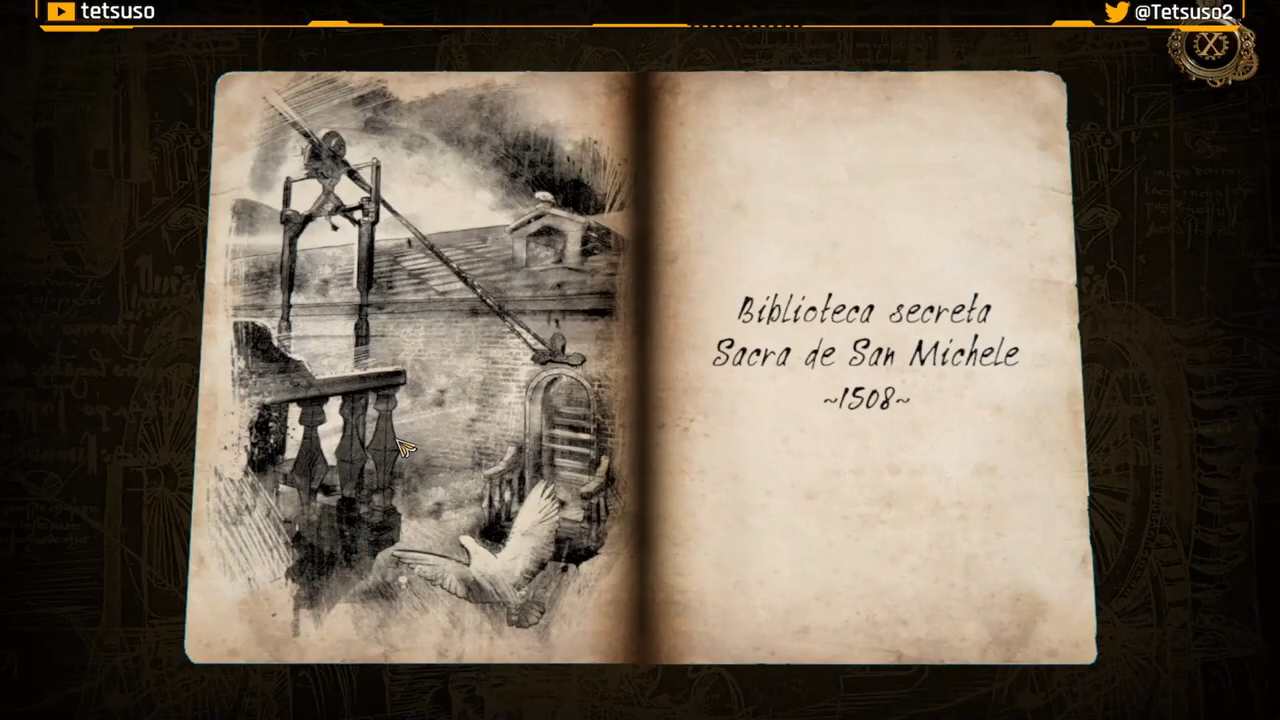 tetsuso
@Tetsuso2
Biblioteca secreta
Sacra de San Michele
~1508~